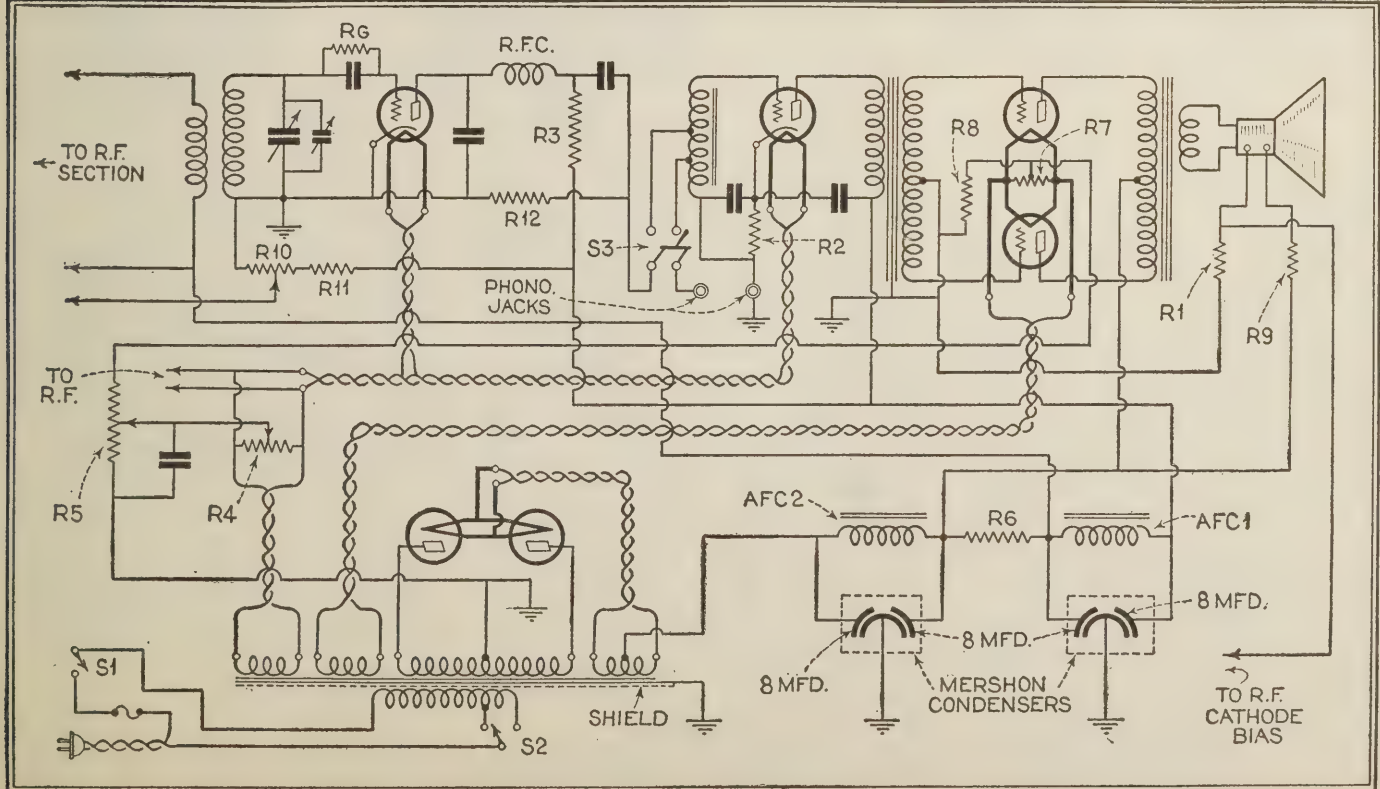 RG
R.F.C.
R3
R8
R7
TO R.F.
SECTION
R12
S3
R2
R10
R11
PHONO.
JACKS
R1
R9
TO
R.F.
R5
R4
AFC2
R6
AFC1
8 MFD.
8 MFD.
8 MFD.
MERSHON
CONDENSERS
S1
SHIELD
S2
TO R.F.
CATHODE
BIAS